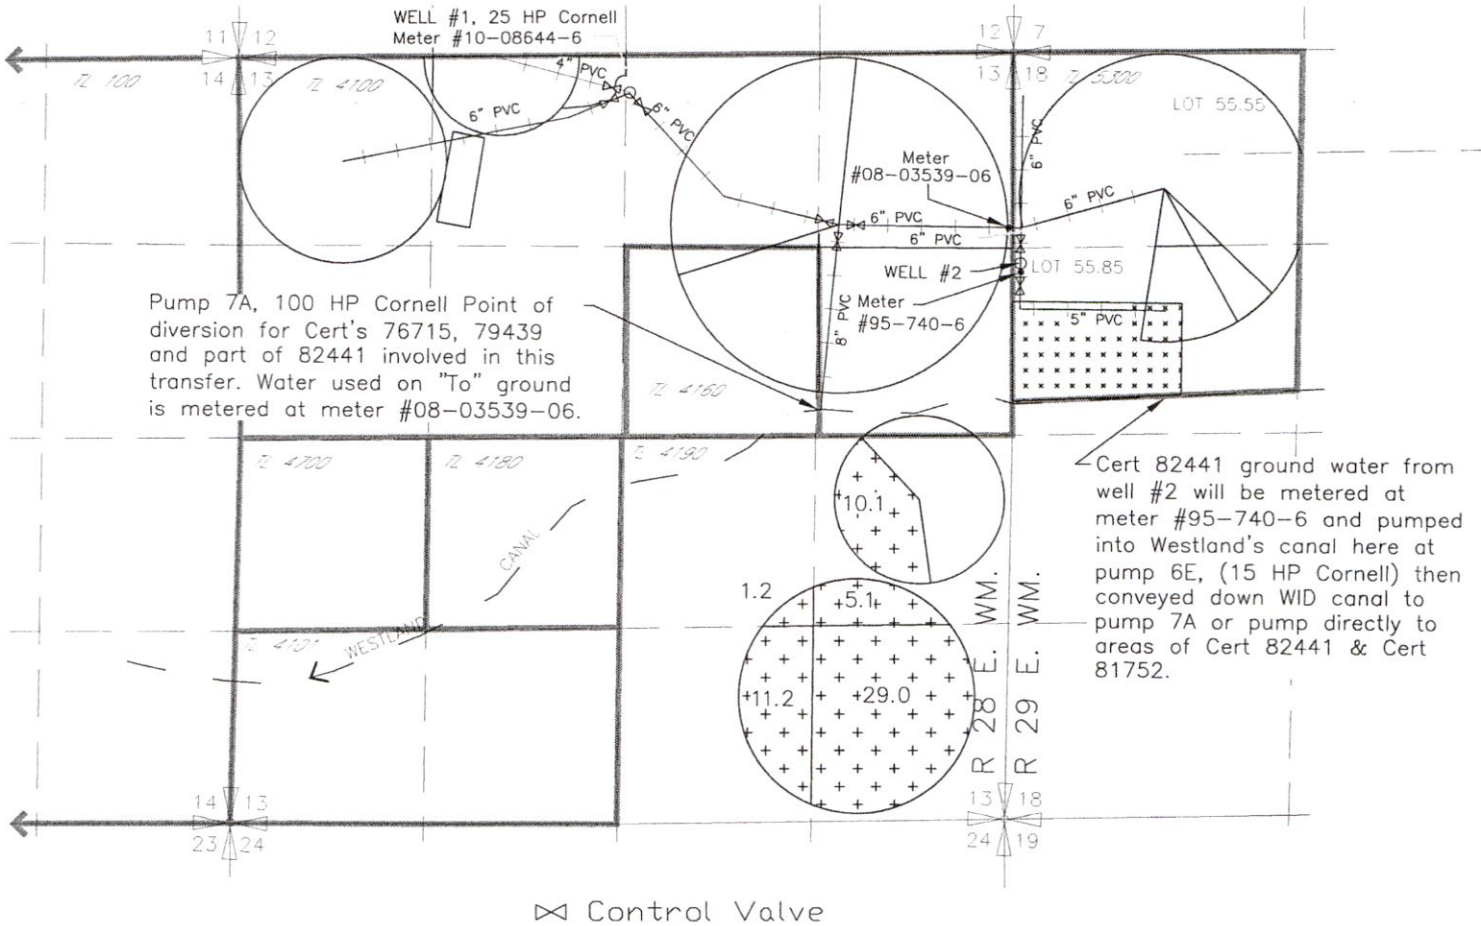 WELL #1, 25 HP Cornell
Meter #10-08644-6
11 12
14 13
12 7
13 18
TL 100
TL 4100
4" PVC
6" PVC
6" PVC
TL 5300
LOT 55.55
6" PVC
Meter
#08-03539-06
6" PVC
6" PVC
6" PVC
WELL #2
LOT 55.85
Meter
#95-740-6
8" PVC
5" PVC
Pump 7A, 100 HP Cornell Point of
diversion for Cert's 76715, 79439
and part of 82441 involved in this
transfer. Water used on "To" ground
is metered at meter #08-03539-06.
TL 4160
TL 4700
TL 4180
TL 4190
Cert 82441 ground water from
well #2 will be metered at
meter #95-740-6 and pumped
into Westland's canal here at
pump 6E, (15 HP Cornell) then
conveyed down WID canal to
pump 7A or pump directly to
areas of Cert 82441 & Cert
81752.
10.1
CANAL
WESTLAND
1.2
5.1
11.2
29.0
R 28 E. WM.
R 29 E. WM.
14 13
23 24
13 18
24 19
Control Valve